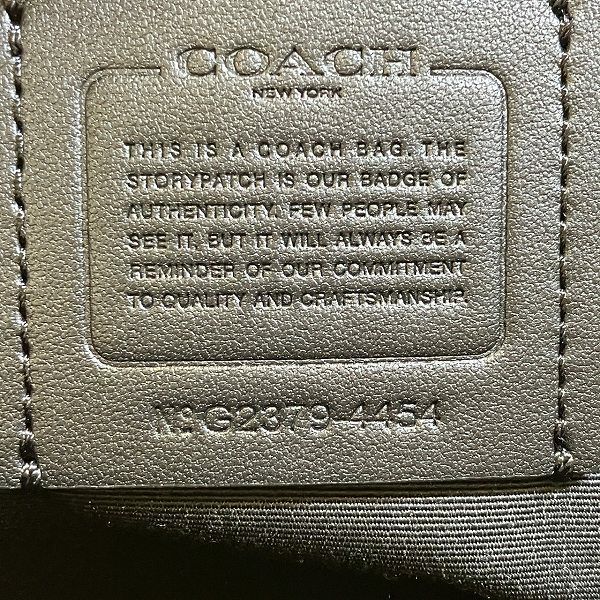 COACH
NEW YORK
THIS IS A COACH BAG. THE
STORYPATCH IS OUR BADGE OF
AUTHENTICITY. FEW PEOPLE MAY
SEE IT, BUT IT WILL ALWAYS BE A
REMINDER OF OUR COMMITMENT
TO QUALITY AND CRAFTSMANSHIP.
Nº G2379-4454